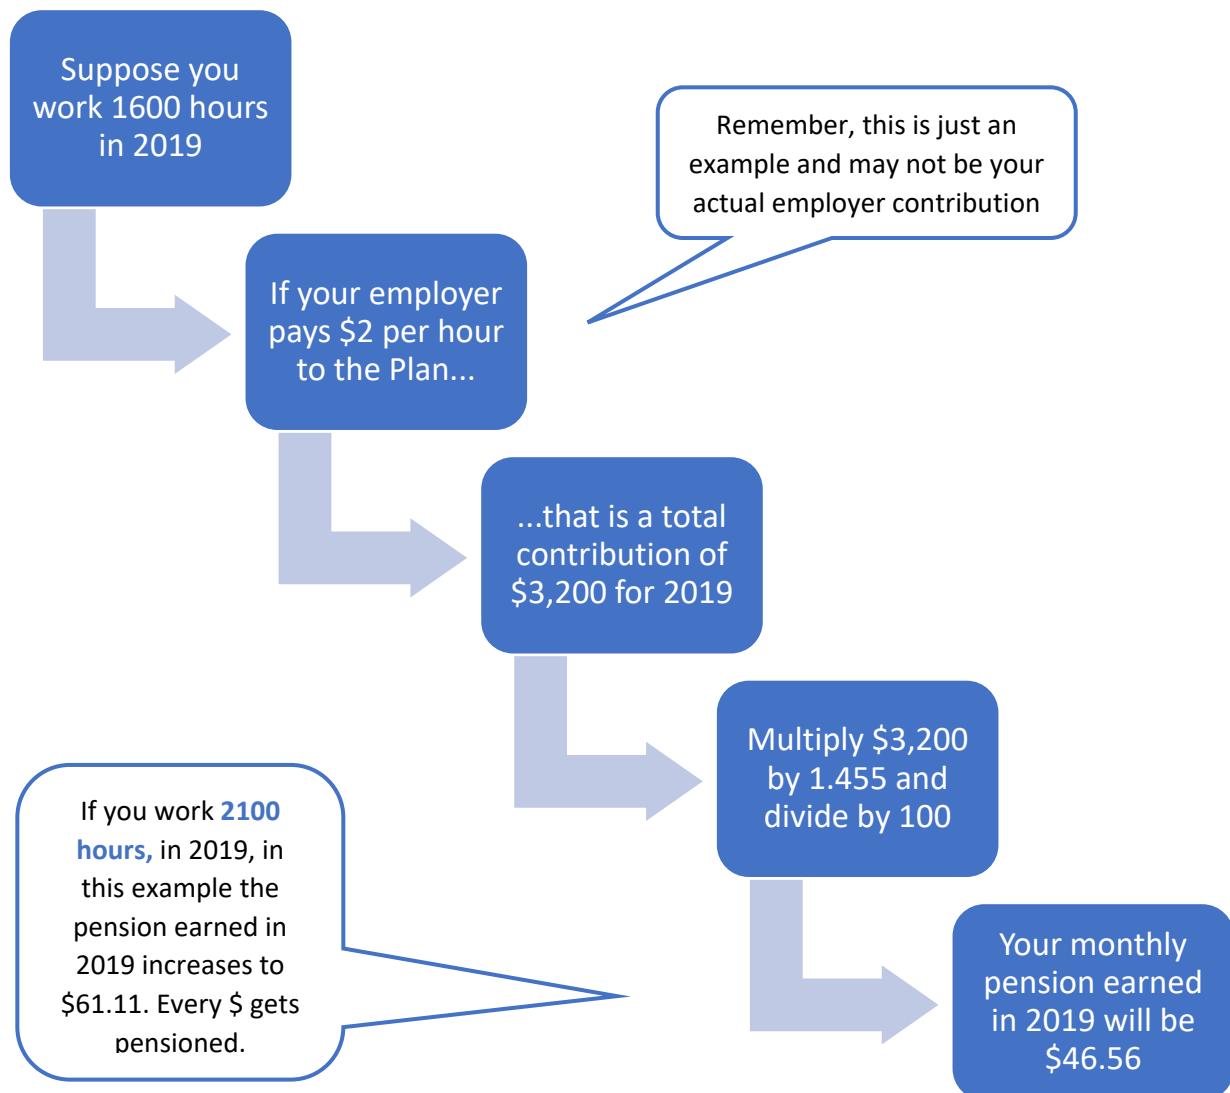 Suppose you
work 1600 hours
in 2019
Remember, this is just an
example and may not be your
actual employer contribution
If your employer
pays $2 per hour
to the Plan...
...that is a total
contribution of
$3,200 for 2019
Multiply $3,200
by 1.455 and
divide by 100
If you work 2100
hours, in 2019, in
this example the
pension earned in
2019 increases to
$61.11. Every $ gets
pensioned.
Your monthly
pension earned
in 2019 will be
$46.56